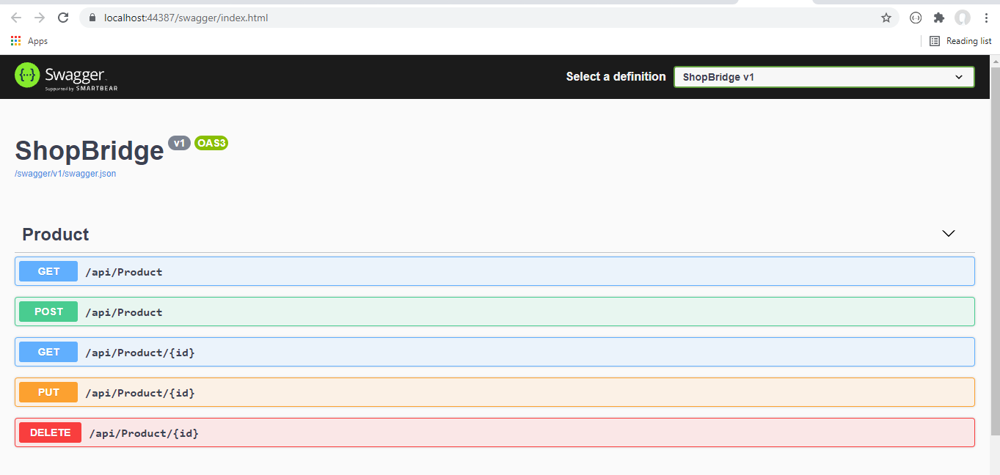 localhost:44387/swagger/index.html
Apps
Reading list
{··} Swagger
Supported by SMARTBEAR
Select a definition
ShopBridge v1
ShopBridge v1 OAS3
/swagger/v1/swagger.json
Product
GET /api/Product
POST /api/Product
GET /api/Product/{id}
PUT /api/Product/{id}
DELETE /api/Product/{id}